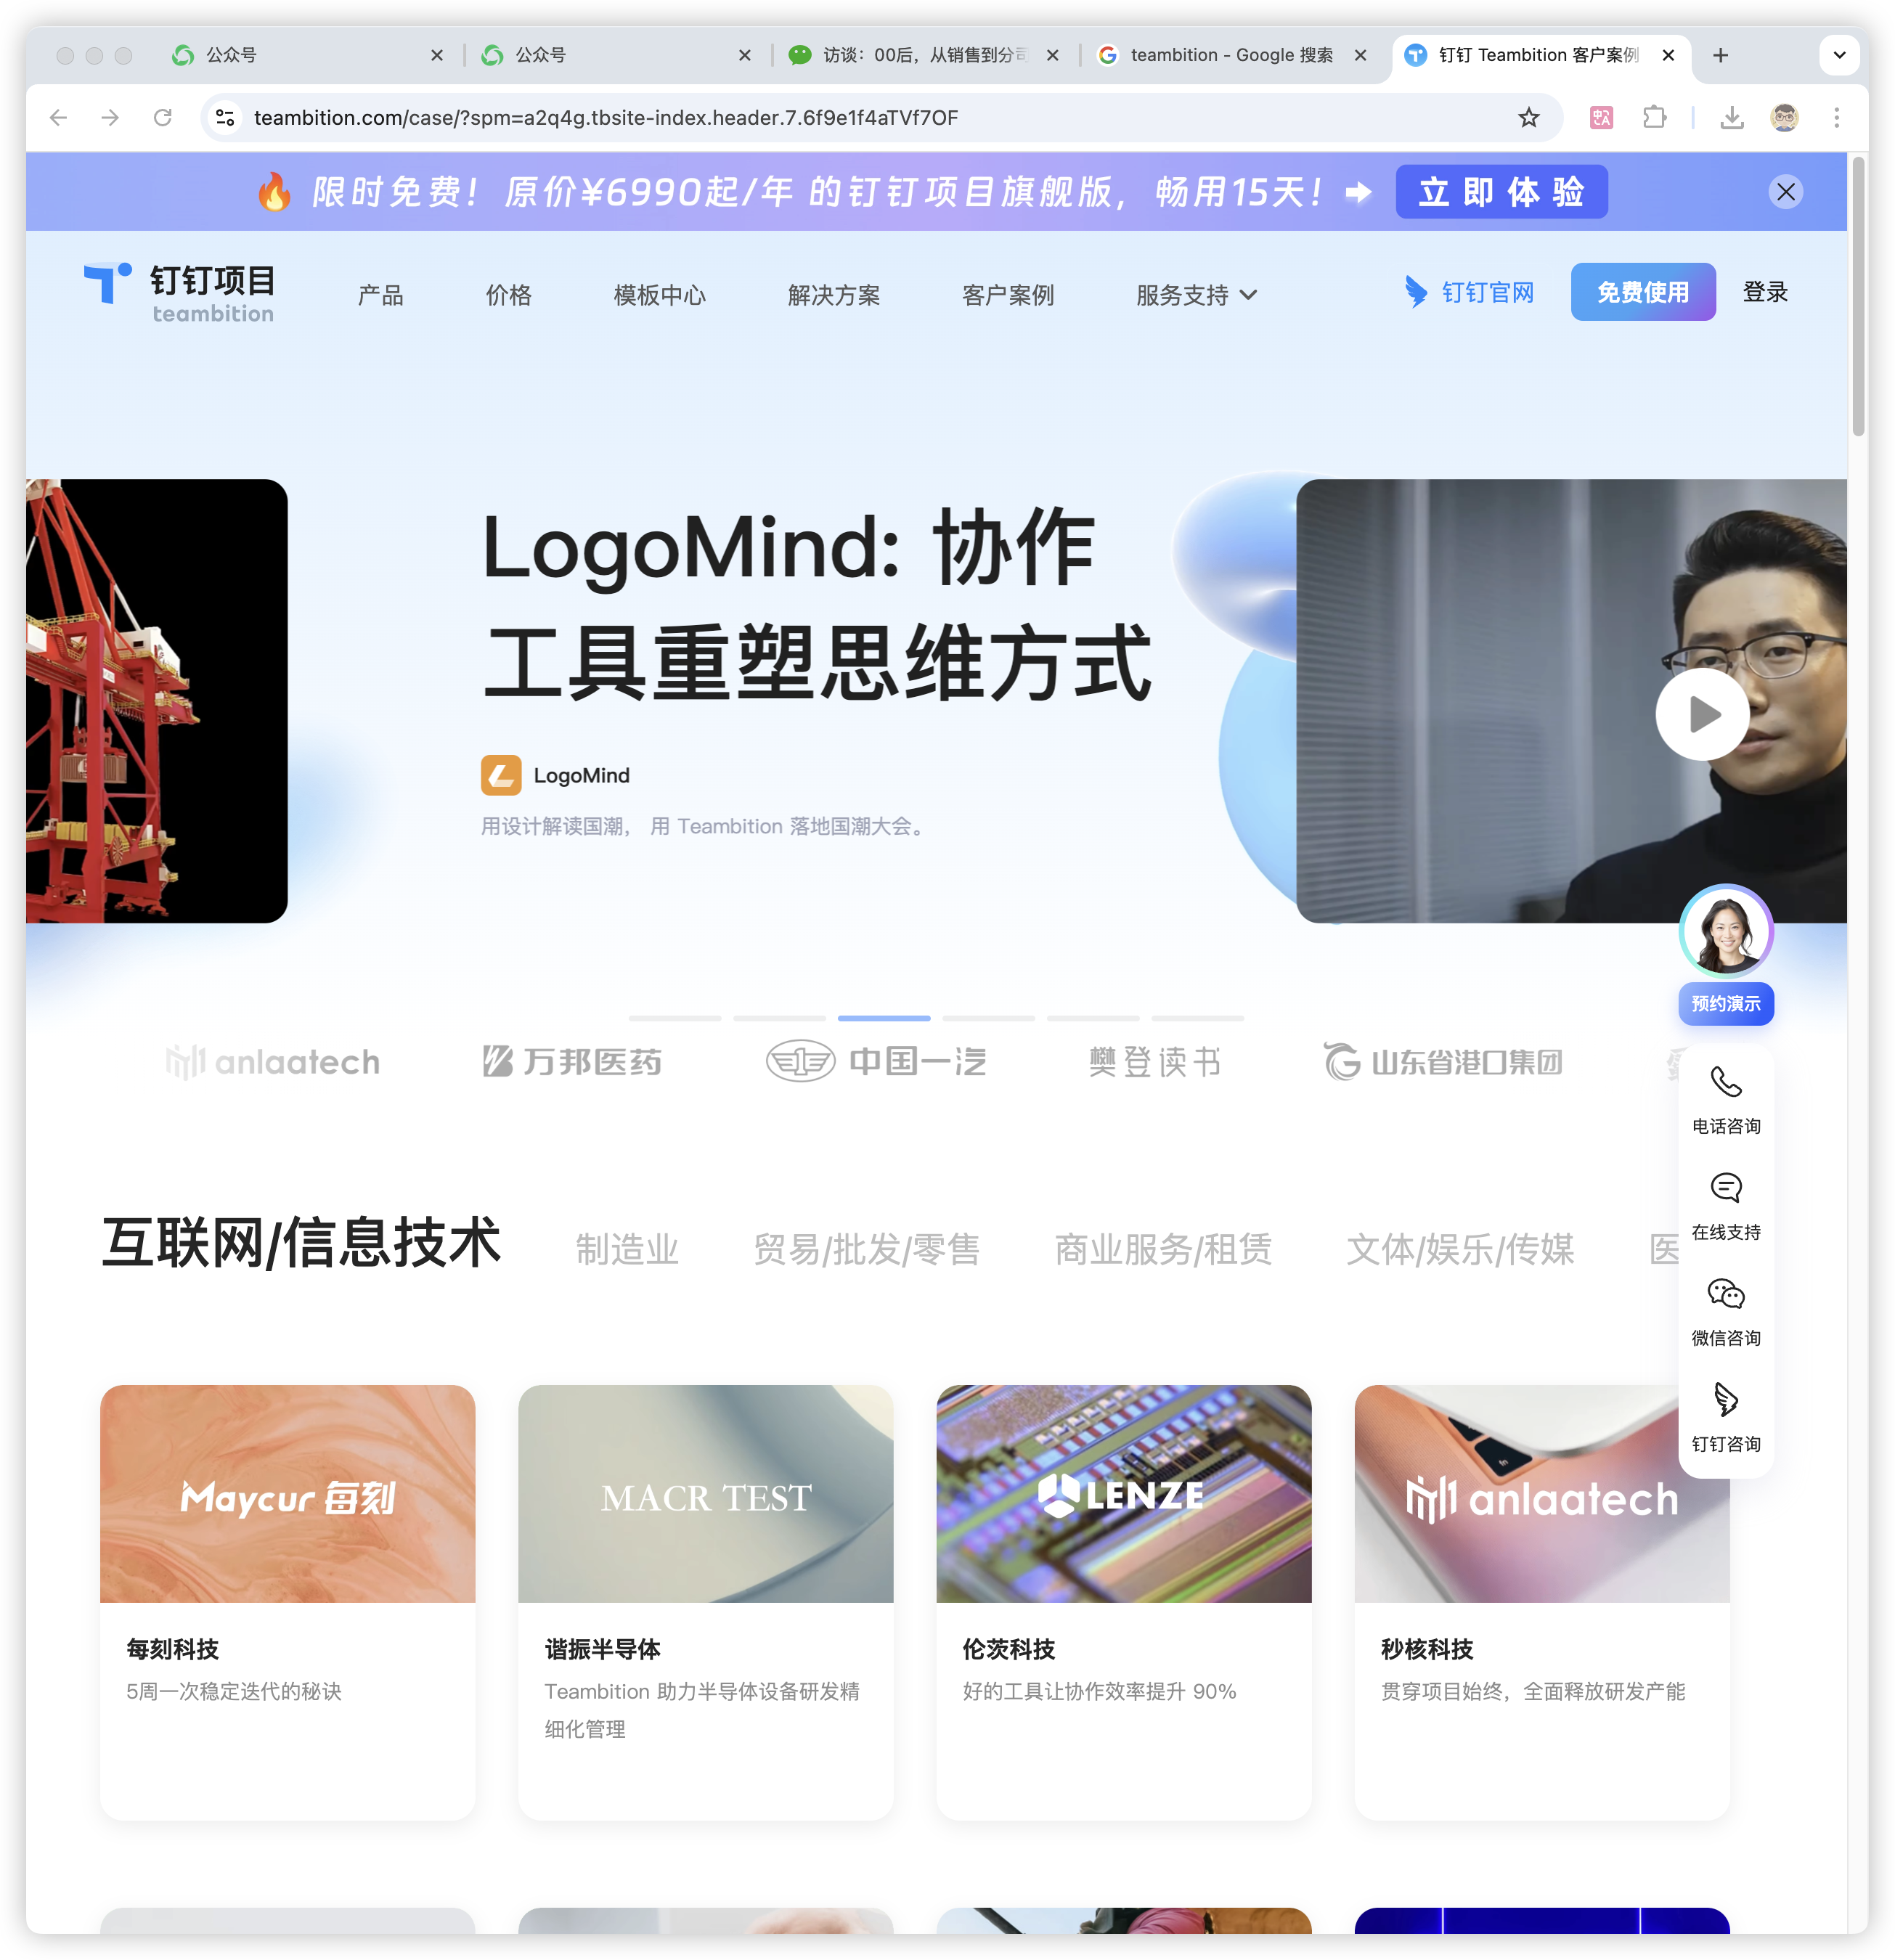 公众号
公众号
访谈：00后，从销售到分司
teambition - Google 搜索
钉钉 Teambition 客户案例
teambition.com/case/?spm=a2q4g.tbsite-index.header.7.6f9e1f4aTVf7OF
限时免费！原价¥6990起/年 的钉钉项目旗舰版，畅用15天！
立即体验
钉钉项目
teambition
产品
价格
模板中心
解决方案
客户案例
服务支持
钉钉官网
免费使用
登录
LogoMind: 协作
工具重塑思维方式
LogoMind
用设计解读国潮， 用 Teambition 落地国潮大会。
预约演示
anlaatech
万邦医药
中国一汽
樊登读书
山东省港口集团
电话咨询
在线支持
微信咨询
钉钉咨询
互联网/信息技术
制造业
贸易/批发/零售
商业服务/租赁
文体/娱乐/传媒
医
Maycur 每刻
MACR TEST
LENZE
fn
anlaatech
每刻科技
5周一次稳定迭代的秘诀
谐振半导体
Teambition 助力半导体设备研发精
细化管理
伦茨科技
好的工具让协作效率提升 90%
秒核科技
贯穿项目始终，全面释放研发产能